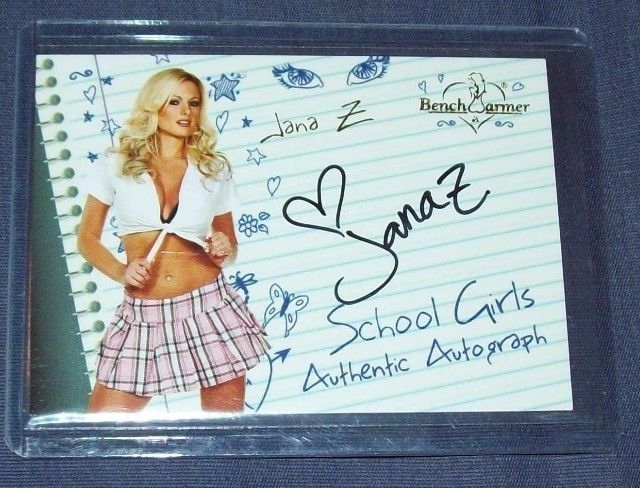 Jana Z
BenchWarmer
®
Jana Z
School Girls
Authentic Autograph